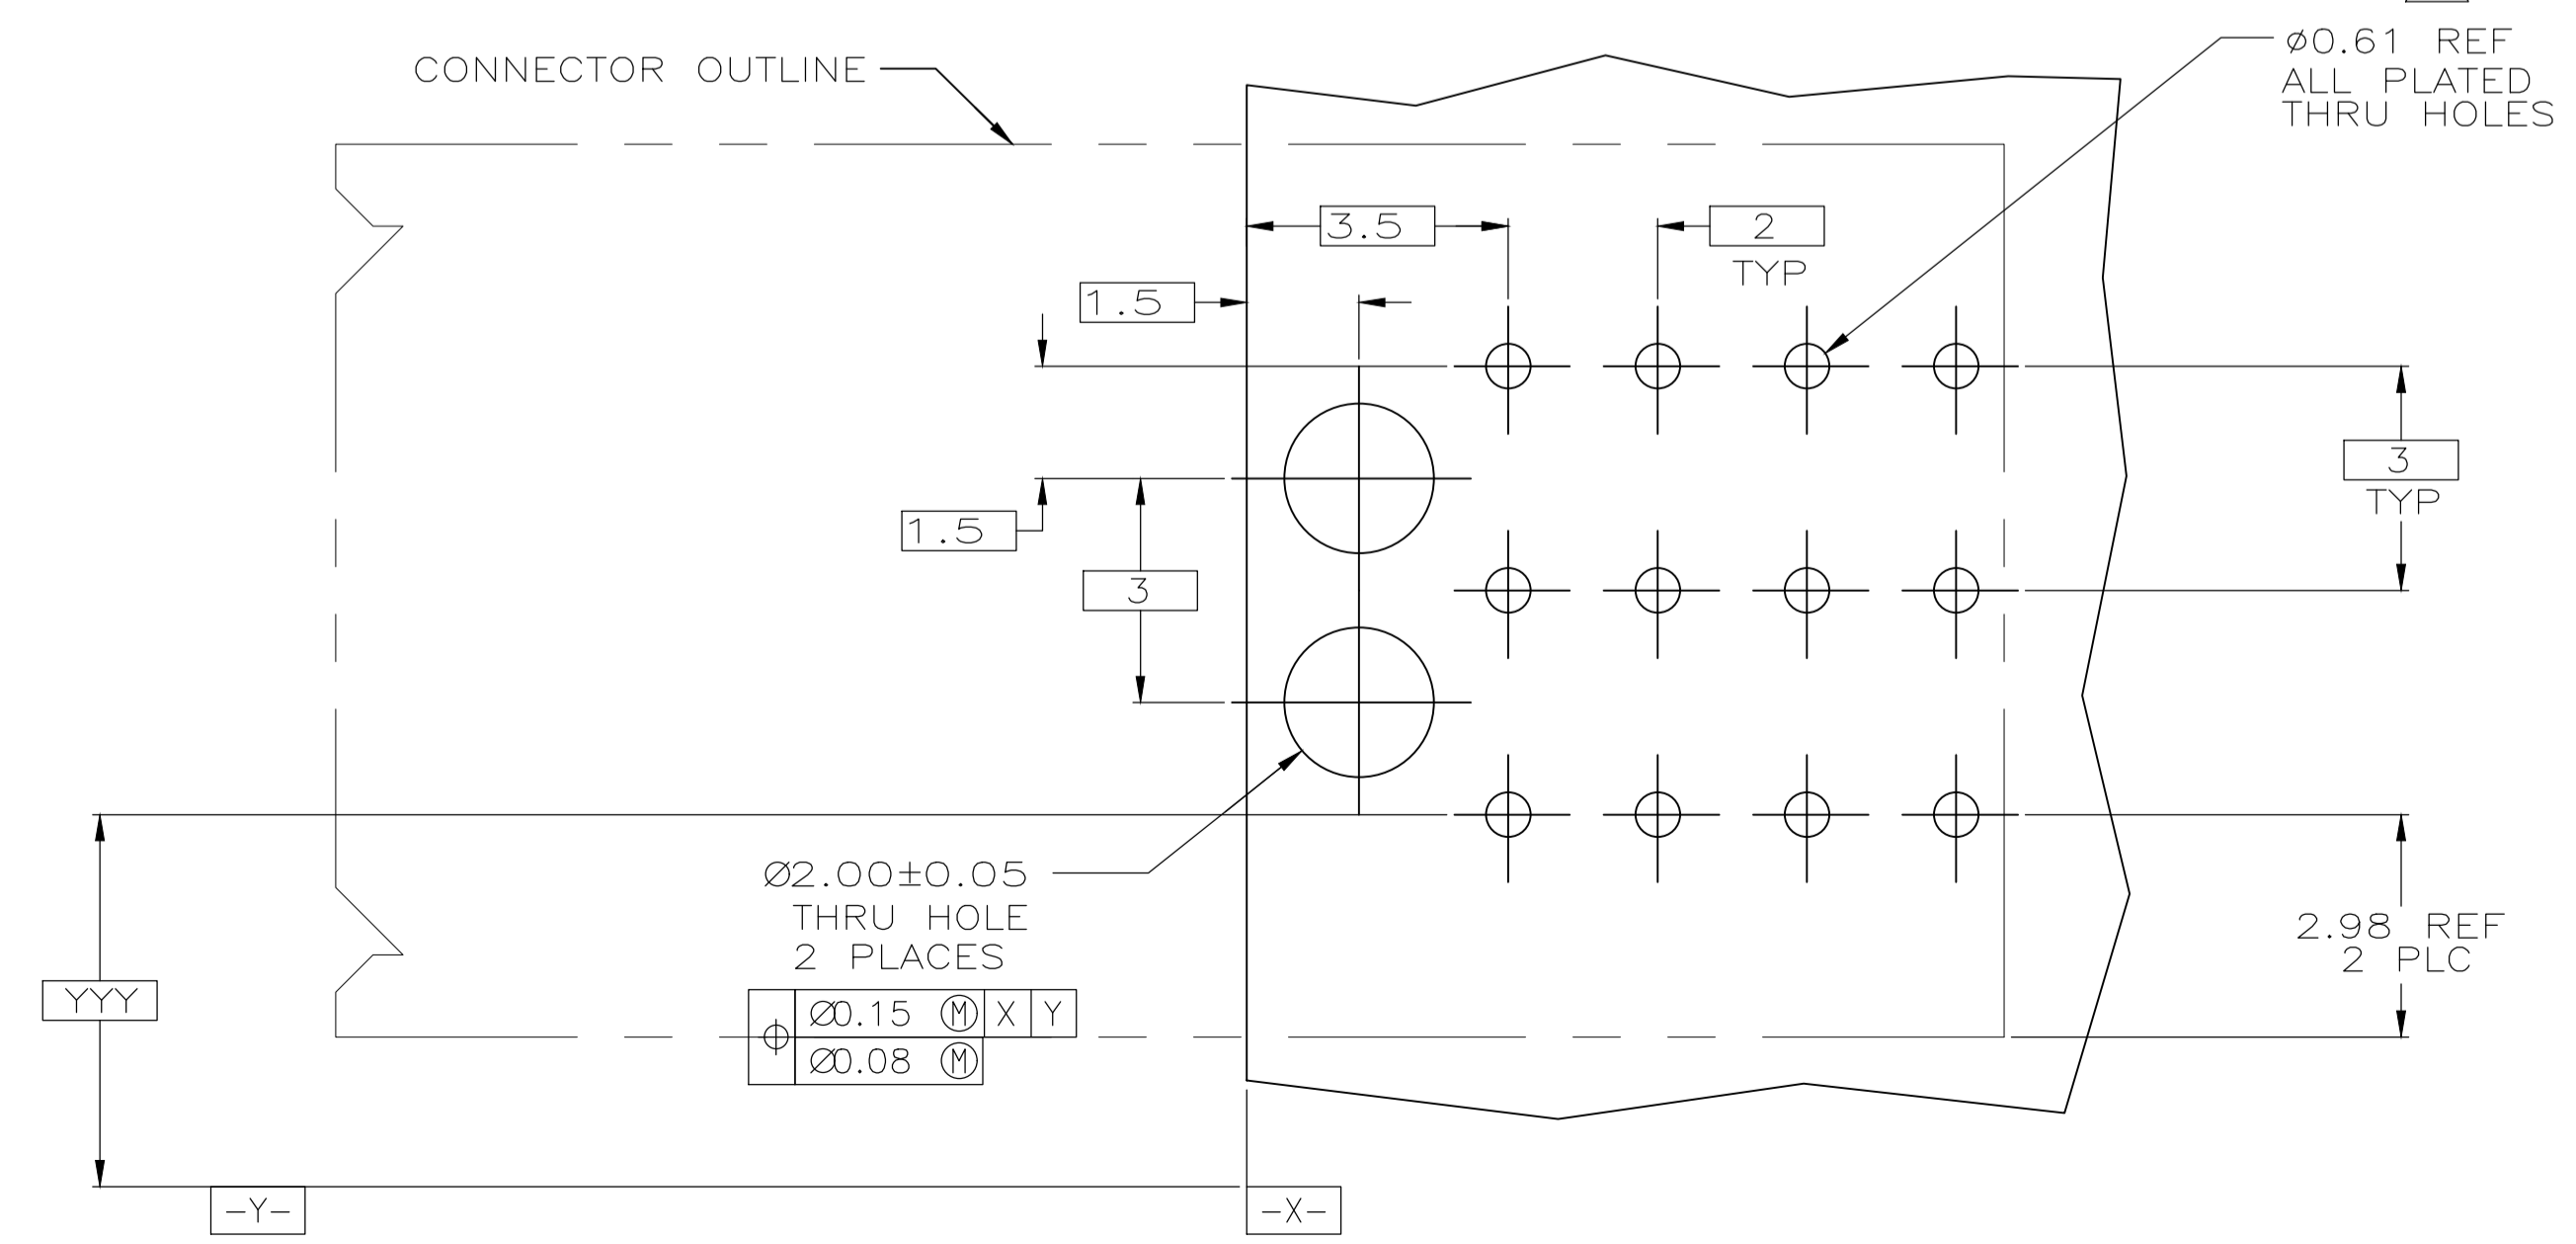 CONNECTOR OUTLINE
ø0.61 REF
ALL PLATED
THRU HOLES
3.5
2
TYP
1.5
1.5
3
3
TYP
Ø2.00±0.05
THRU HOLE
2 PLACES
Ø0.15 Ⓜ X Y
Ø0.08 Ⓜ
2.98 REF
2 PLC
YYY
-Y-
-X-